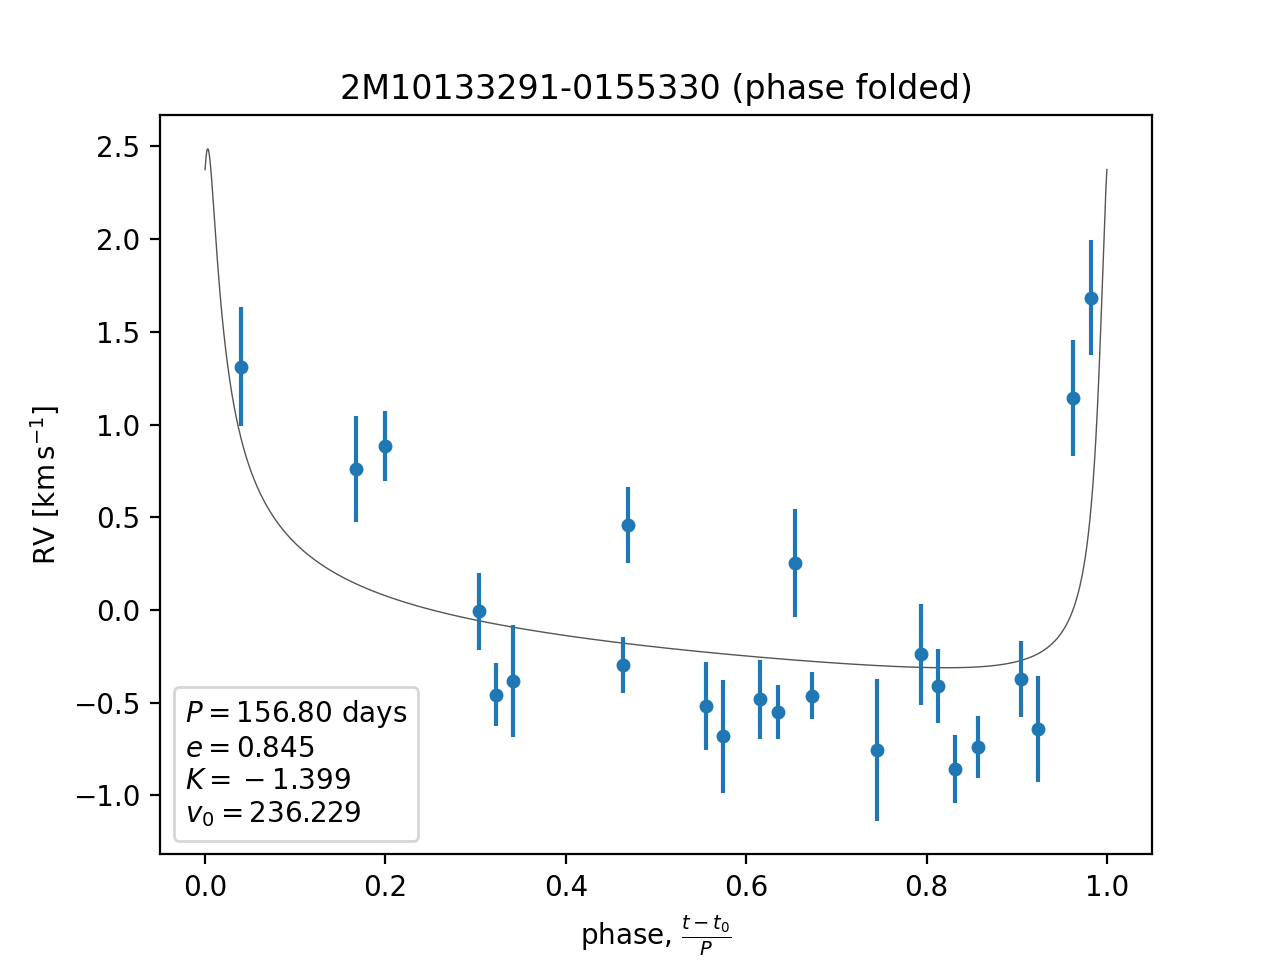 2M10133291-0155330 (phase folded)
RV [km s⁻¹]
2.5
2.0
1.5
1.0
0.5
0.0
−0.5
−1.0
P = 156.80 days
e = 0.845
K = −1.399
v₀ = 236.229
0.0 0.2 0.4 0.6 0.8 1.0
phase, (t − t₀)/P